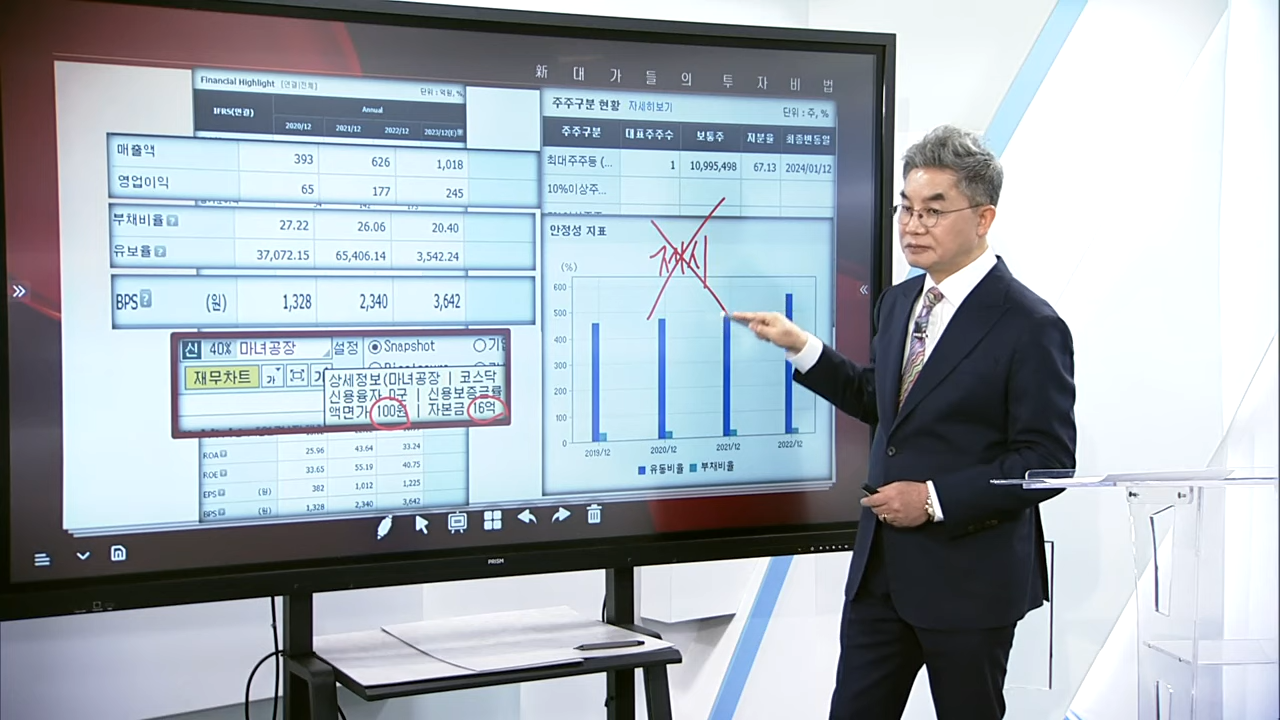 新 대 가 들 의 투 자 비 법
Financial Highlight [연결|전체]
단위 : 억원, %
IFRS(연결)
Annual
2020/12 2021/12 2022/12 2023/12(E)
매출액 393 626 1,018
영업이익 65 177 245
부채비율 27.22 26.06 20.40
유보율 37,072.15 65,406.14 3,542.24
BPS (원) 1,328 2,340 3,642
신 40% 마녀공장 설정 Snapshot
재무차트 가
상세정보(마녀공장 | 코스닥
신용융자 D군 | 신용보증금률
액면가 100원 | 자본금 16억
ROA 25.96 43.64 33.24
ROE 33.65 55.19 40.75
EPS (원) 382 1,012 1,225
BPS (원) 1,328 2,340 3,642
주주구분 현황 자세히보기
단위 : 주, %
주주구분 대표주주수 보통주 지분율 최종변동일
최대주주등 (... 1 10,995,498 67.13 2024/01/12
10%이상주...
안정성 지표
(%)
600
500
400
300
200
100
0
2019/12 2020/12 2021/12 2022/12
유동비율 부채비율
PRISM